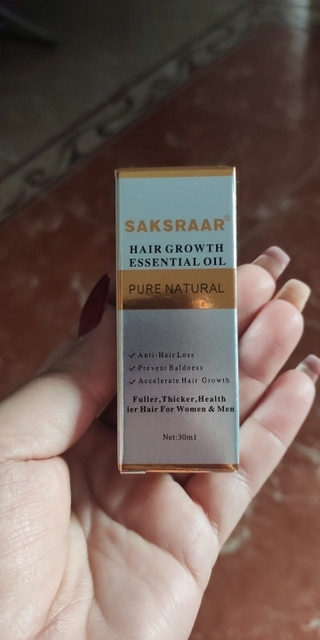 SAKSRAAR®
HAIR GROWTH
ESSENTIAL OIL
PURE NATURAL
✓ Anti-Hair Loss
✓ Prevent Baldness
✓ Accelerate Hair Growth
Fuller,Thicker,Health
ier Hair For Women & Men
Net:30ml